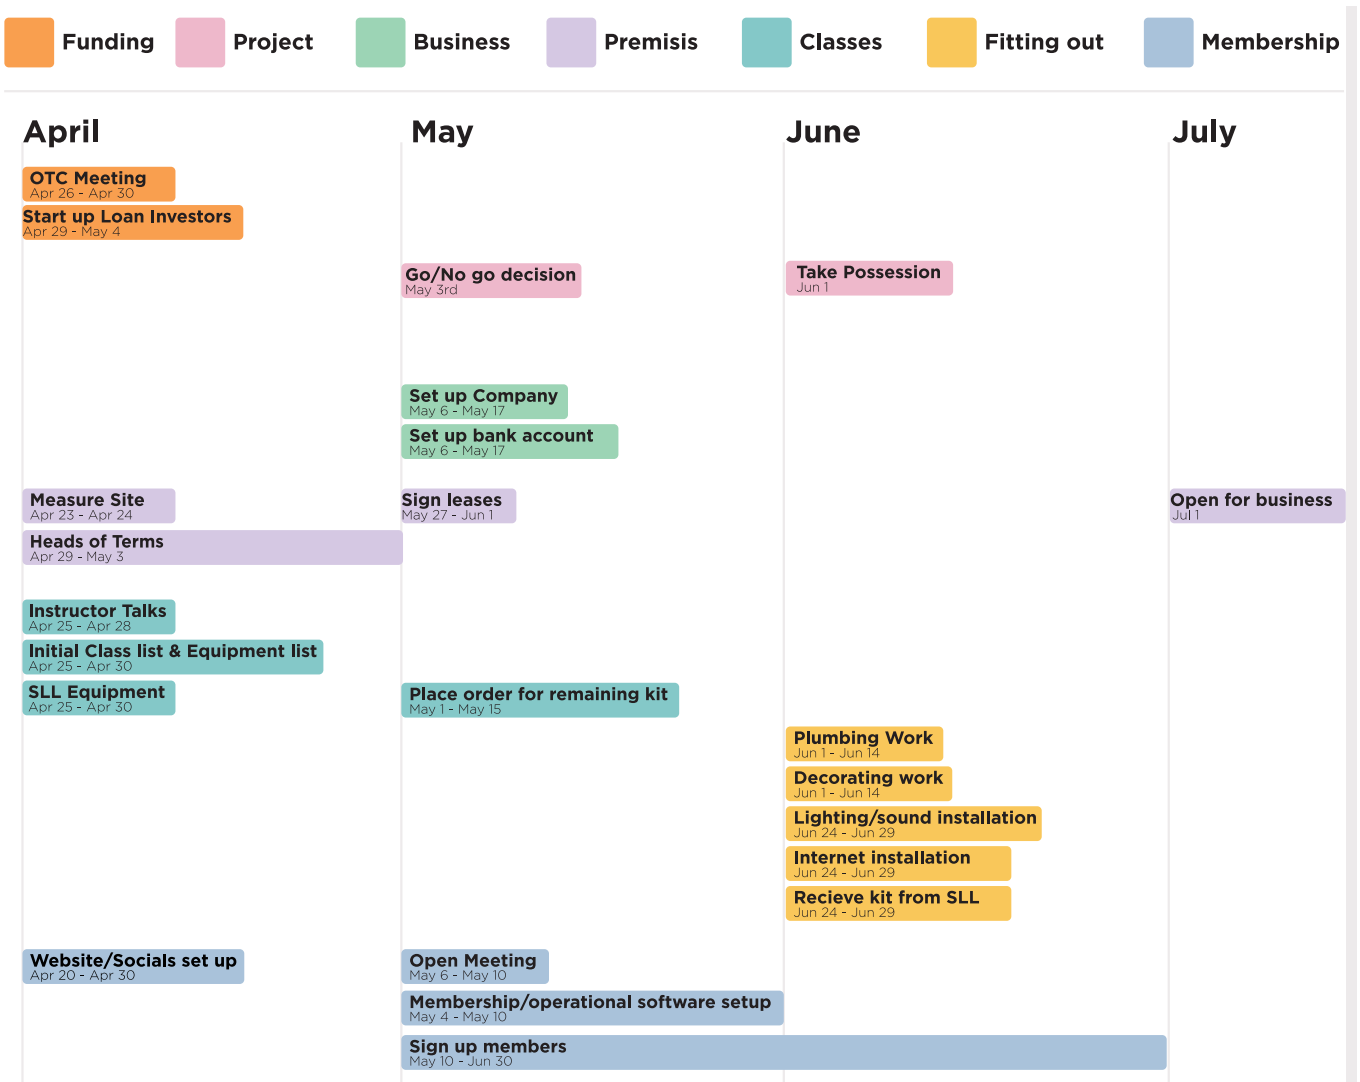 Funding
Project
Business
Premisis
Classes
Fitting out
Membership
April
May
June
July
OTC Meeting
Apr 26 - Apr 30
Start up Loan Investors
Apr 29 - May 4
Go/No go decision
May 3rd
Take Possession
Jun 1
Set up Company
May 6 - May 17
Set up bank account
May 6 - May 17
Measure Site
Apr 23 - Apr 24
Sign leases
May 27 - Jun 1
Open for business
Jul 1
Heads of Terms
Apr 29 - May 3
Instructor Talks
Apr 25 - Apr 28
Initial Class list & Equipment list
Apr 25 - Apr 30
SLL Equipment
Apr 25 - Apr 30
Place order for remaining kit
May 1 - May 15
Plumbing Work
Jun 1 - Jun 14
Decorating work
Jun 1 - Jun 14
Lighting/sound installation
Jun 24 - Jun 29
Internet installation
Jun 24 - Jun 29
Recieve kit from SLL
Jun 24 - Jun 29
Website/Socials set up
Apr 20 - Apr 30
Open Meeting
May 6 - May 10
Membership/operational software setup
May 4 - May 10
Sign up members
May 10 - Jun 30